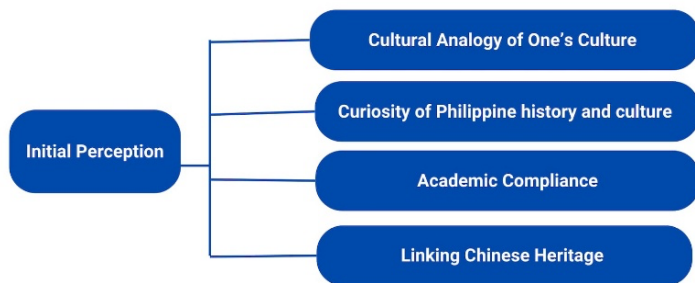 Initial Perception
Cultural Analogy of One’s Culture
Curiosity of Philippine history and culture
Academic Compliance
Linking Chinese Heritage